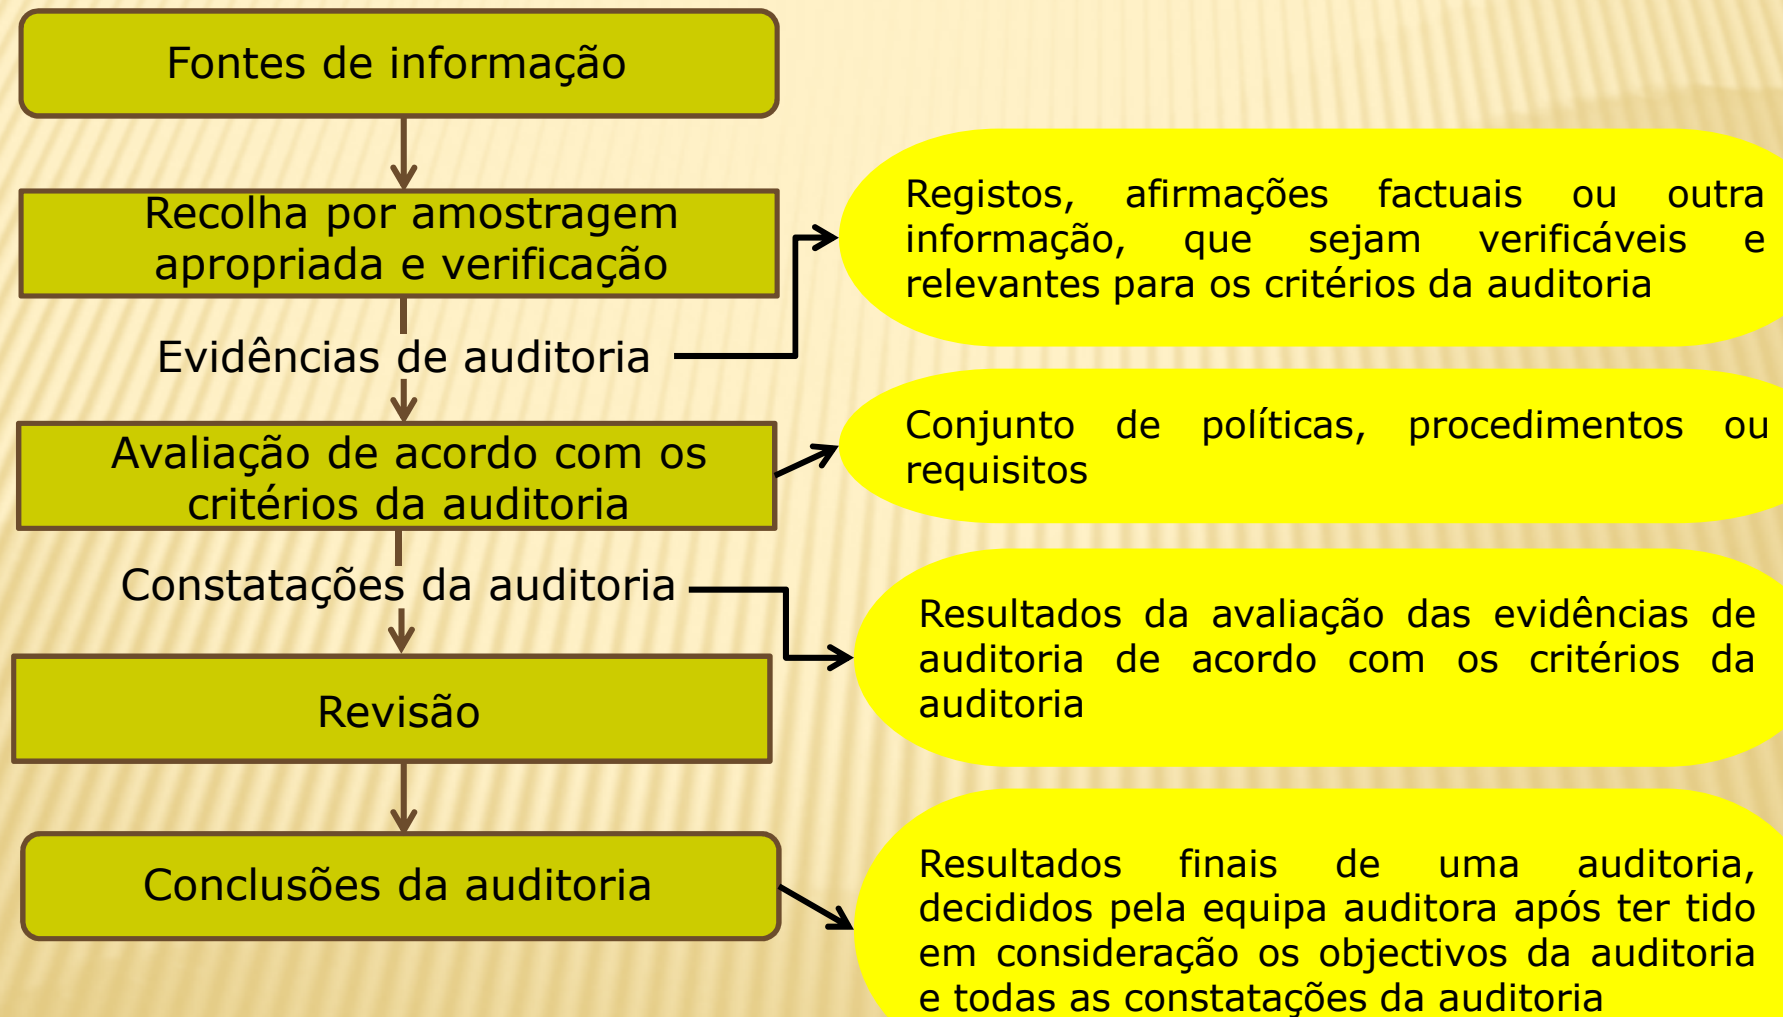 Fontes de informação
Recolha por amostragem
apropriada e verificação
Evidências de auditoria
Avaliação de acordo com os
critérios da auditoria
Constatações da auditoria
Revisão
Conclusões da auditoria
Registos, afirmações factuais ou outra
informação, que sejam verificáveis e
relevantes para os critérios da auditoria
Conjunto de políticas, procedimentos ou
requisitos
Resultados da avaliação das evidências de
auditoria de acordo com os critérios da
auditoria
Resultados finais de uma auditoria,
decididos pela equipa auditora após ter tido
em consideração os objectivos da auditoria
e todas as constatações da auditoria